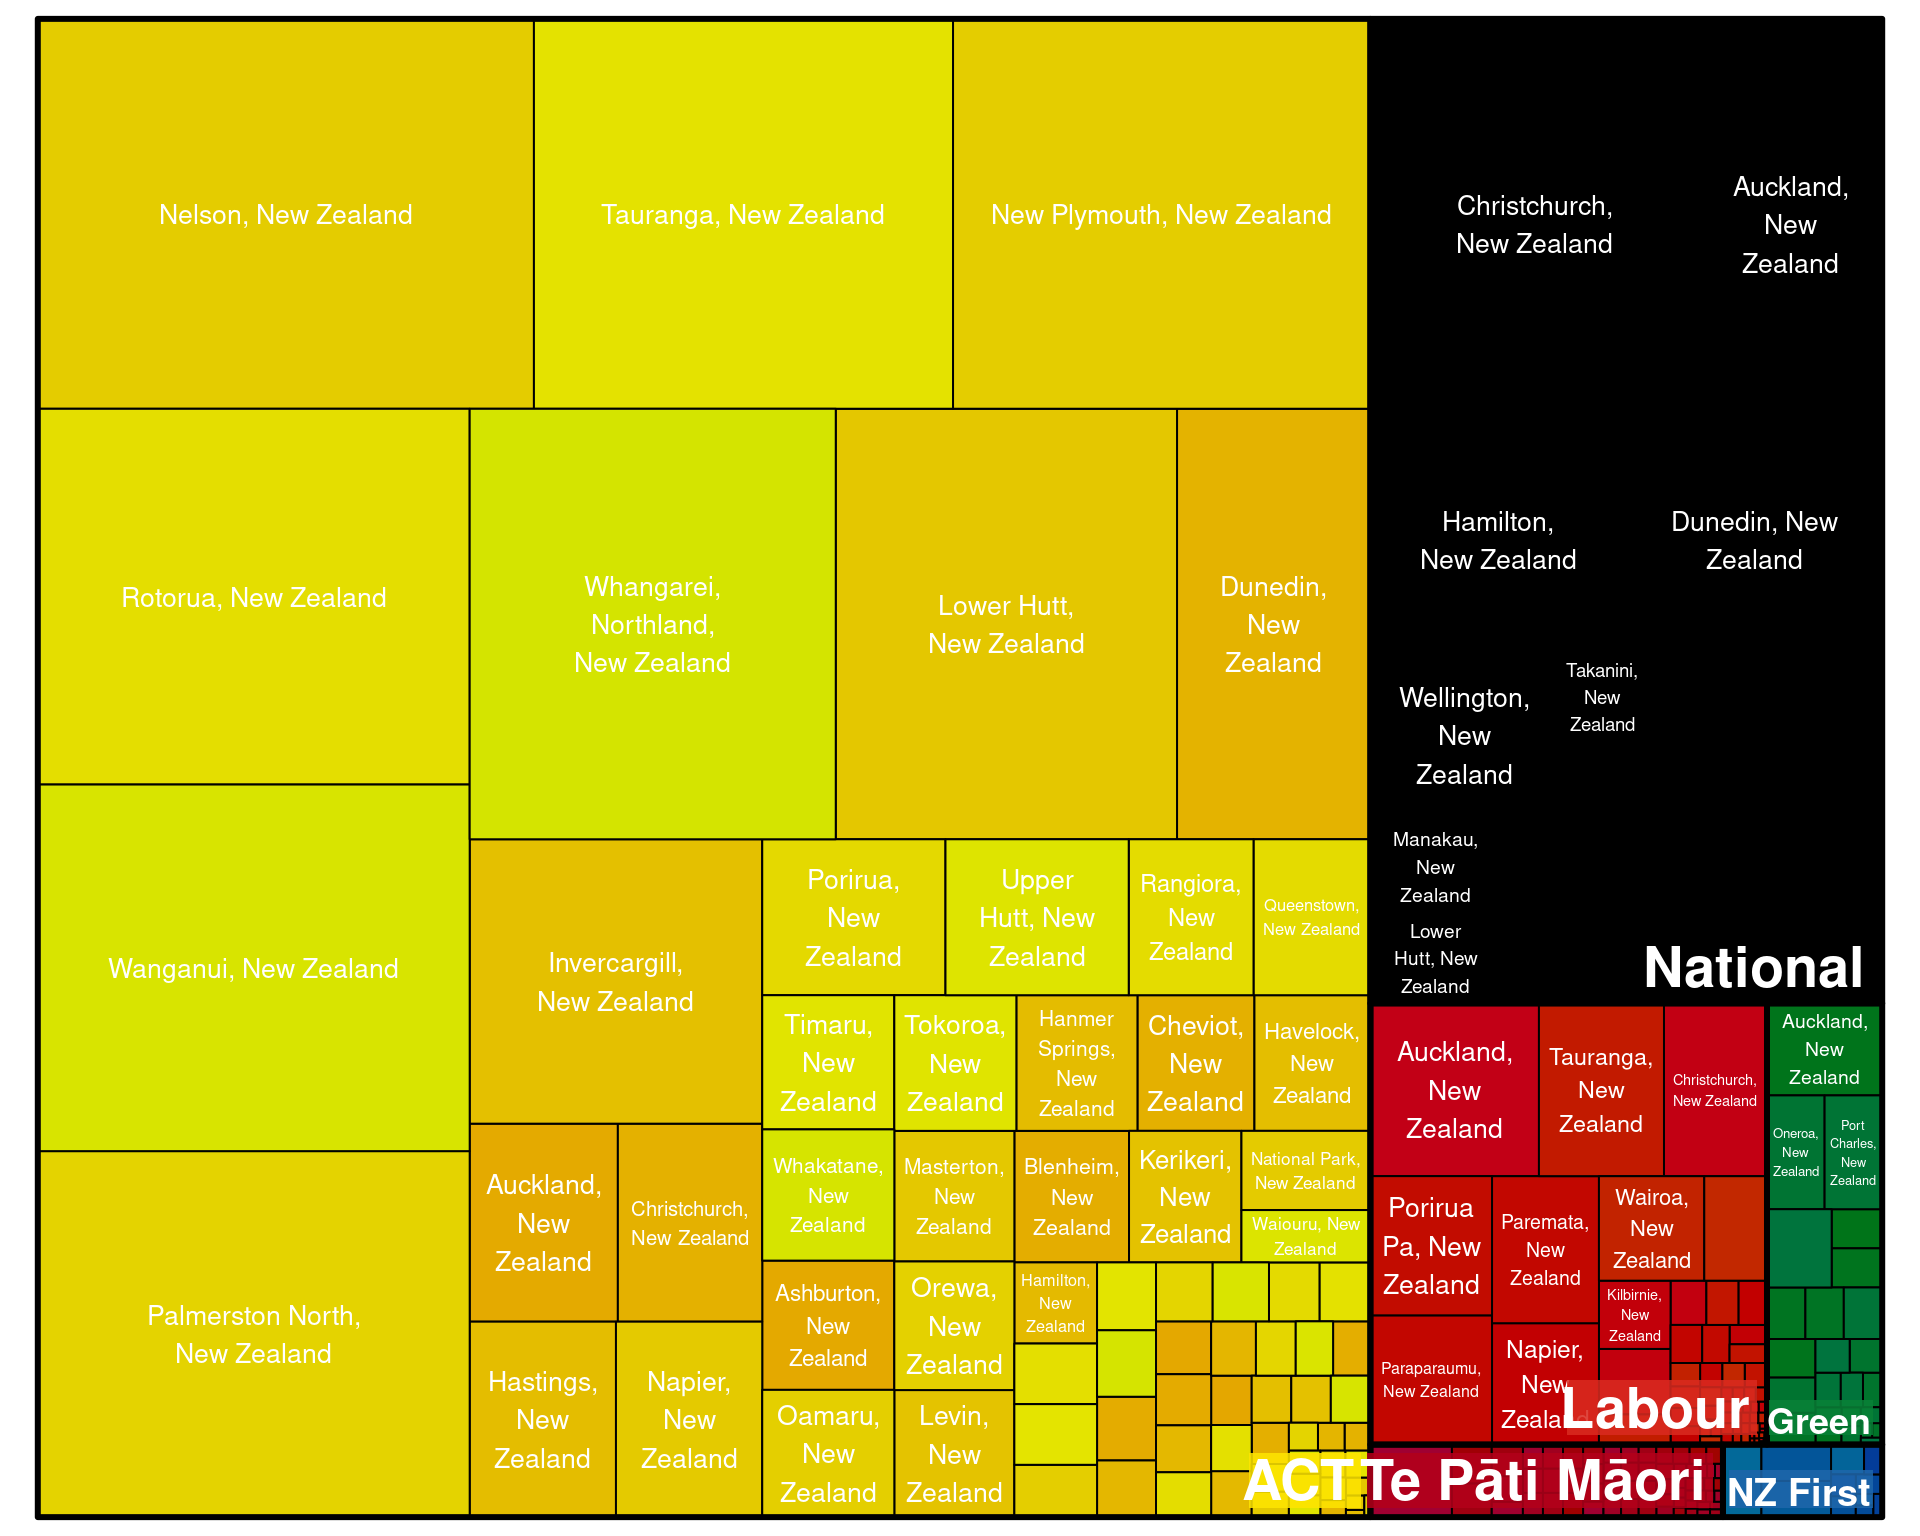 Nelson, New Zealand
Tauranga, New Zealand
New Plymouth, New Zealand
Christchurch,
New Zealand
Auckland,
New
Zealand
Rotorua, New Zealand
Whangarei,
Northland,
New Zealand
Lower Hutt,
New Zealand
Dunedin,
New
Zealand
Hamilton,
New Zealand
Dunedin, New
Zealand
Wellington,
New
Zealand
Takanini,
New
Zealand
Manakau,
New
Zealand
Lower
Hutt, New
Zealand
National
Wanganui, New Zealand
Invercargill,
New Zealand
Porirua,
New
Zealand
Upper
Hutt, New
Zealand
Rangiora,
New
Zealand
Queenstown,
New Zealand
Timaru,
New
Zealand
Tokoroa,
New
Zealand
Hanmer
Springs,
New
Zealand
Cheviot,
New
Zealand
Havelock,
New
Zealand
Palmerston North,
New Zealand
Auckland,
New
Zealand
Christchurch,
New Zealand
Whakatane,
New
Zealand
Masterton,
New
Zealand
Blenheim,
New
Zealand
Kerikeri,
New
Zealand
National Park,
New Zealand
Waiouru, New
Zealand
Hastings,
New
Zealand
Napier,
New
Zealand
Ashburton,
New
Zealand
Orewa,
New
Zealand
Hamilton,
New
Zealand
Oamaru,
New
Zealand
Levin,
New
Zealand
ACT
Auckland,
New
Zealand
Tauranga,
New
Zealand
Christchurch,
New Zealand
Porirua
Pa, New
Zealand
Paremata,
New
Zealand
Wairoa,
New
Zealand
Kilbirnie,
New
Zealand
Paraparaumu,
New Zealand
Napier,
New
Zealand
Labour
Auckland,
New
Zealand
Oneroa,
New
Zealand
Port
Charles,
New
Zealand
Green
Te Pāti Māori
NZ First